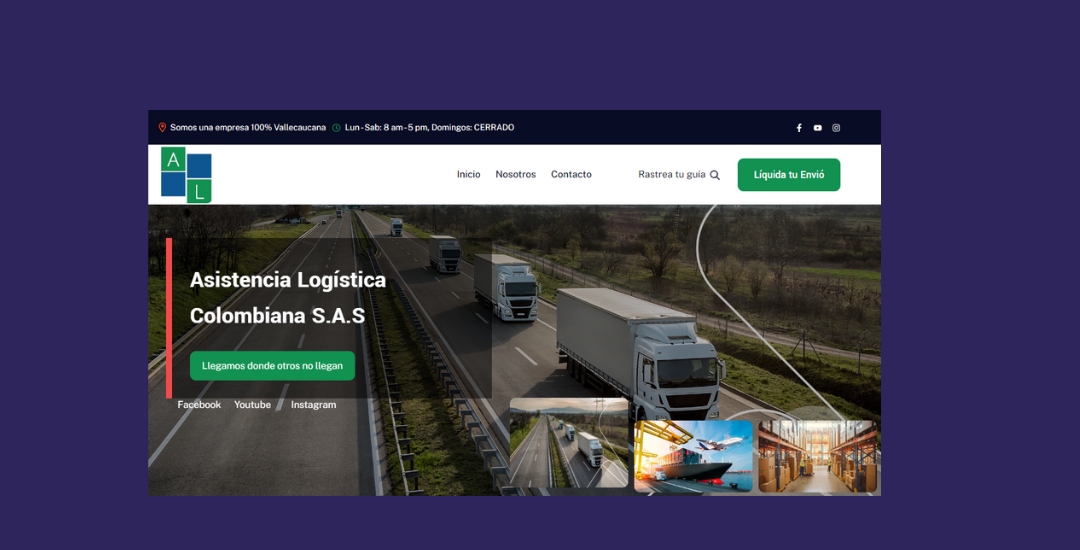 Somos una empresa 100% Vallecaucana Lun - Sab: 8 am - 5 pm, Domingos: CERRADO
A
L
Inicio Nosotros Contacto Rastrea tu guia Líquida tu Envió
Asistencia Logística
Colombiana S.A.S
Llegamos donde otros no llegan
Facebook Youtube Instagram